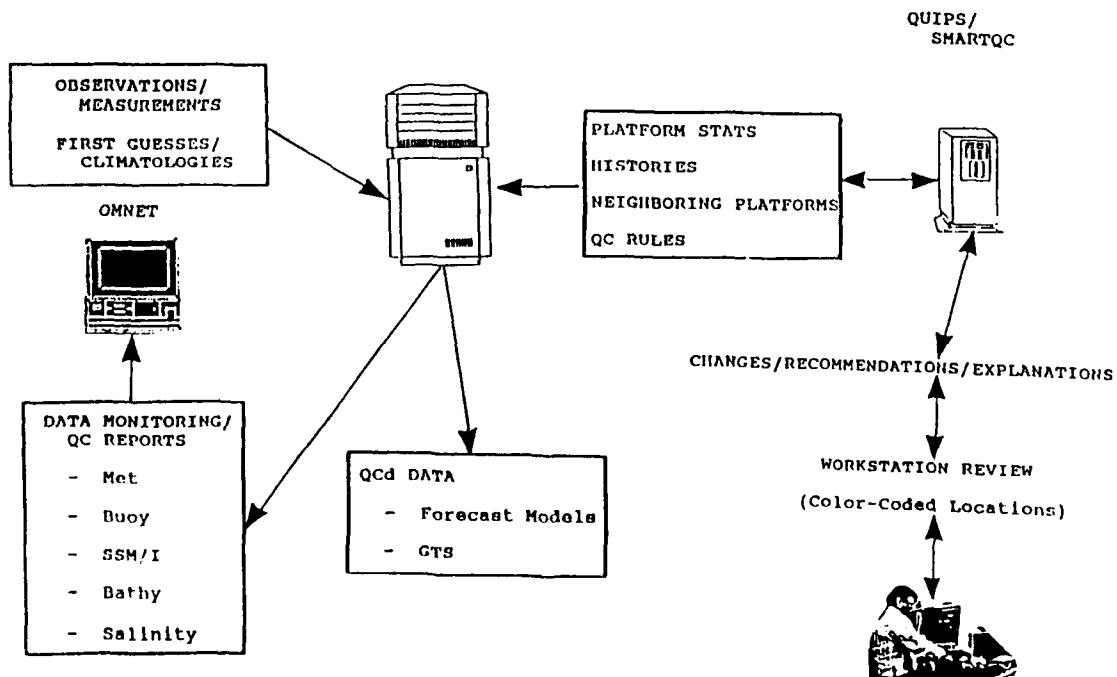 QUIPS/
SMARTQC
OBSERVATIONS/
MEASUREMENTS
FIRST GUESSES/
CLIMATOLOGIES
PLATFORM STATS
HISTORIES
NEIGHBORING PLATFORMS
QC RULES
OMNET
CHANGES/RECOMMENDATIONS/EXPLANATIONS
DATA MONITORING/
QC REPORTS
- Met
- Buoy
- SSM/I
- Bathy
- Salinity
QCd DATA
- Forecast Models
- GTS
WORKSTATION REVIEW
(Color-Coded Locations)